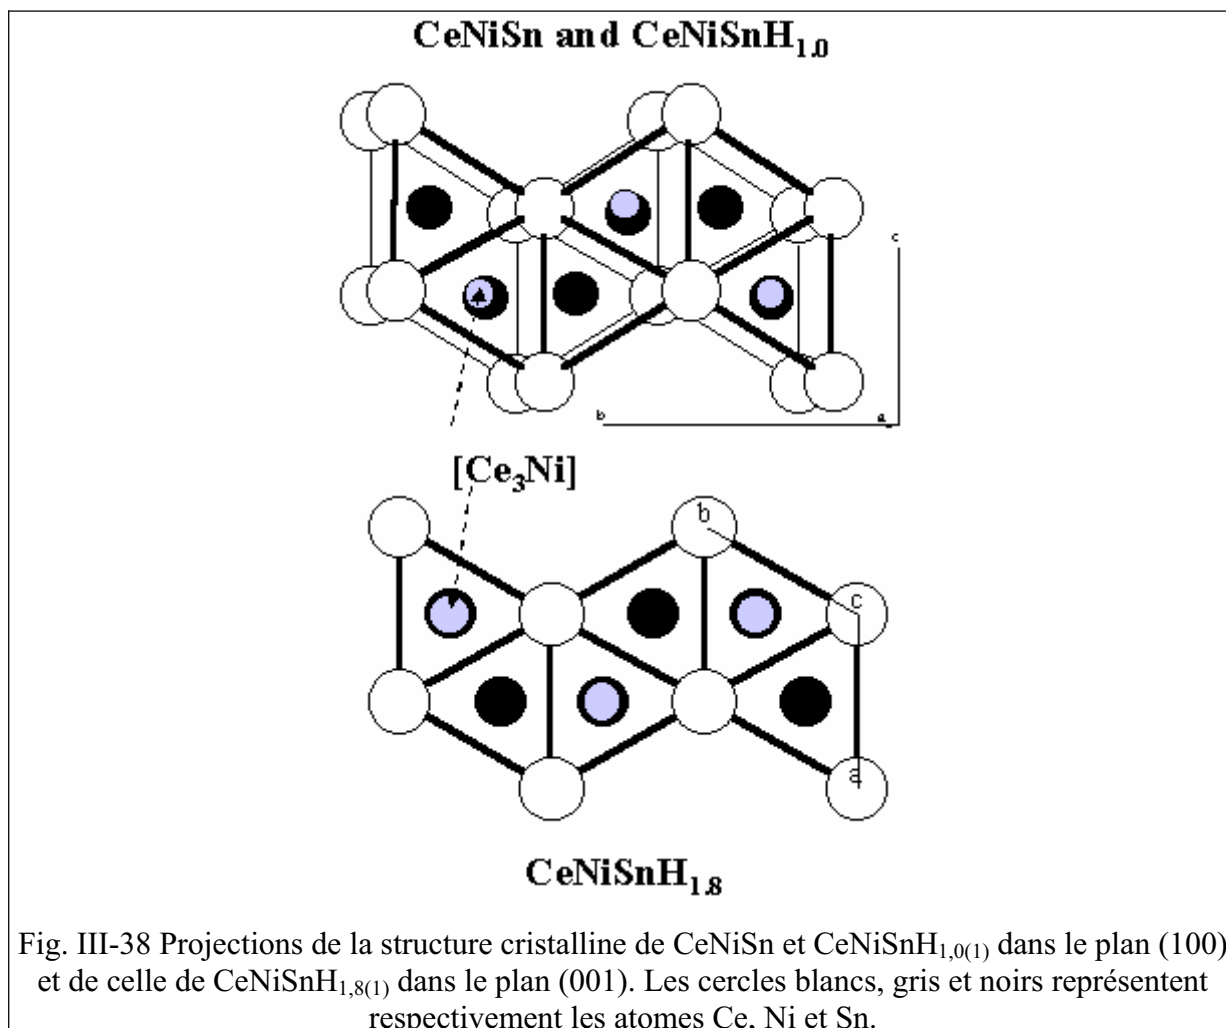 CeNiSn and CeNiSnH1.0
c
b
a
[Ce3Ni]
b
c
a
CeNiSnH1.8
Fig. III-38 Projections de la structure cristalline de CeNiSn et CeNiSnH1,0(1) dans le plan (100)
et de celle de CeNiSnH1,8(1) dans le plan (001). Les cercles blancs, gris et noirs représentent
respectivement les atomes Ce, Ni et Sn.